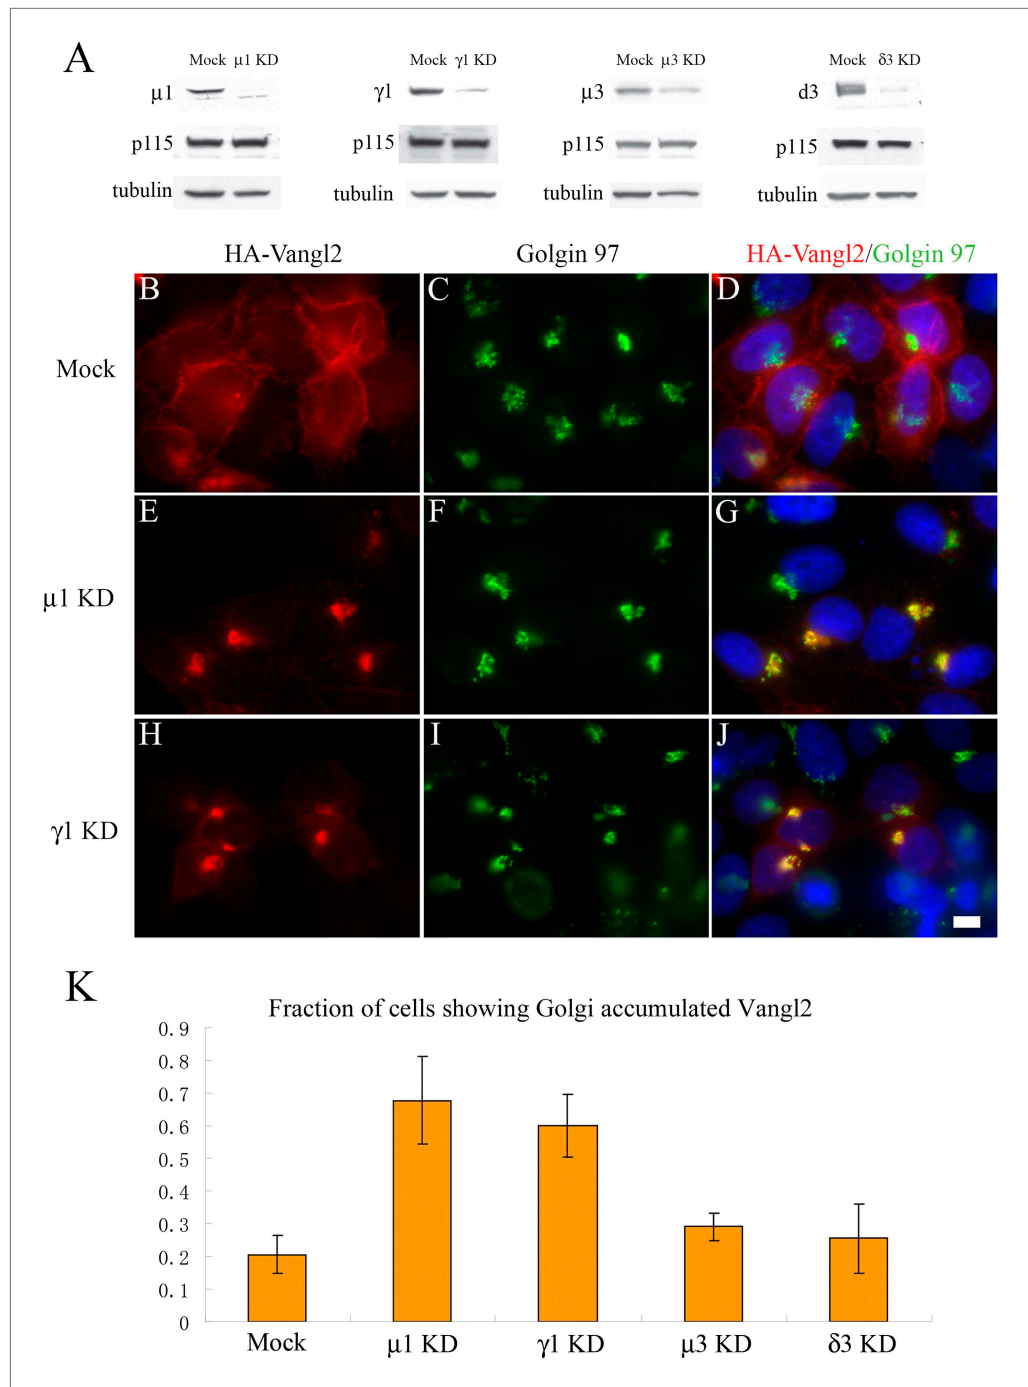 A
Mock µ1 KD
µ1
p115
tubulin
Mock γ1 KD
γ1
p115
tubulin
Mock µ3 KD
µ3
p115
tubulin
Mock δ3 KD
d3
p115
tubulin
HA-Vangl2 Golgin 97 HA-Vangl2/Golgin 97
Mock B C D
µ1 KD E F G
γ1 KD H I J
K
Fraction of cells showing Golgi accumulated Vangl2
0.9
0.8
0.7
0.6
0.5
0.4
0.3
0.2
0.1
0
Mock µ1 KD γ1 KD µ3 KD δ3 KD